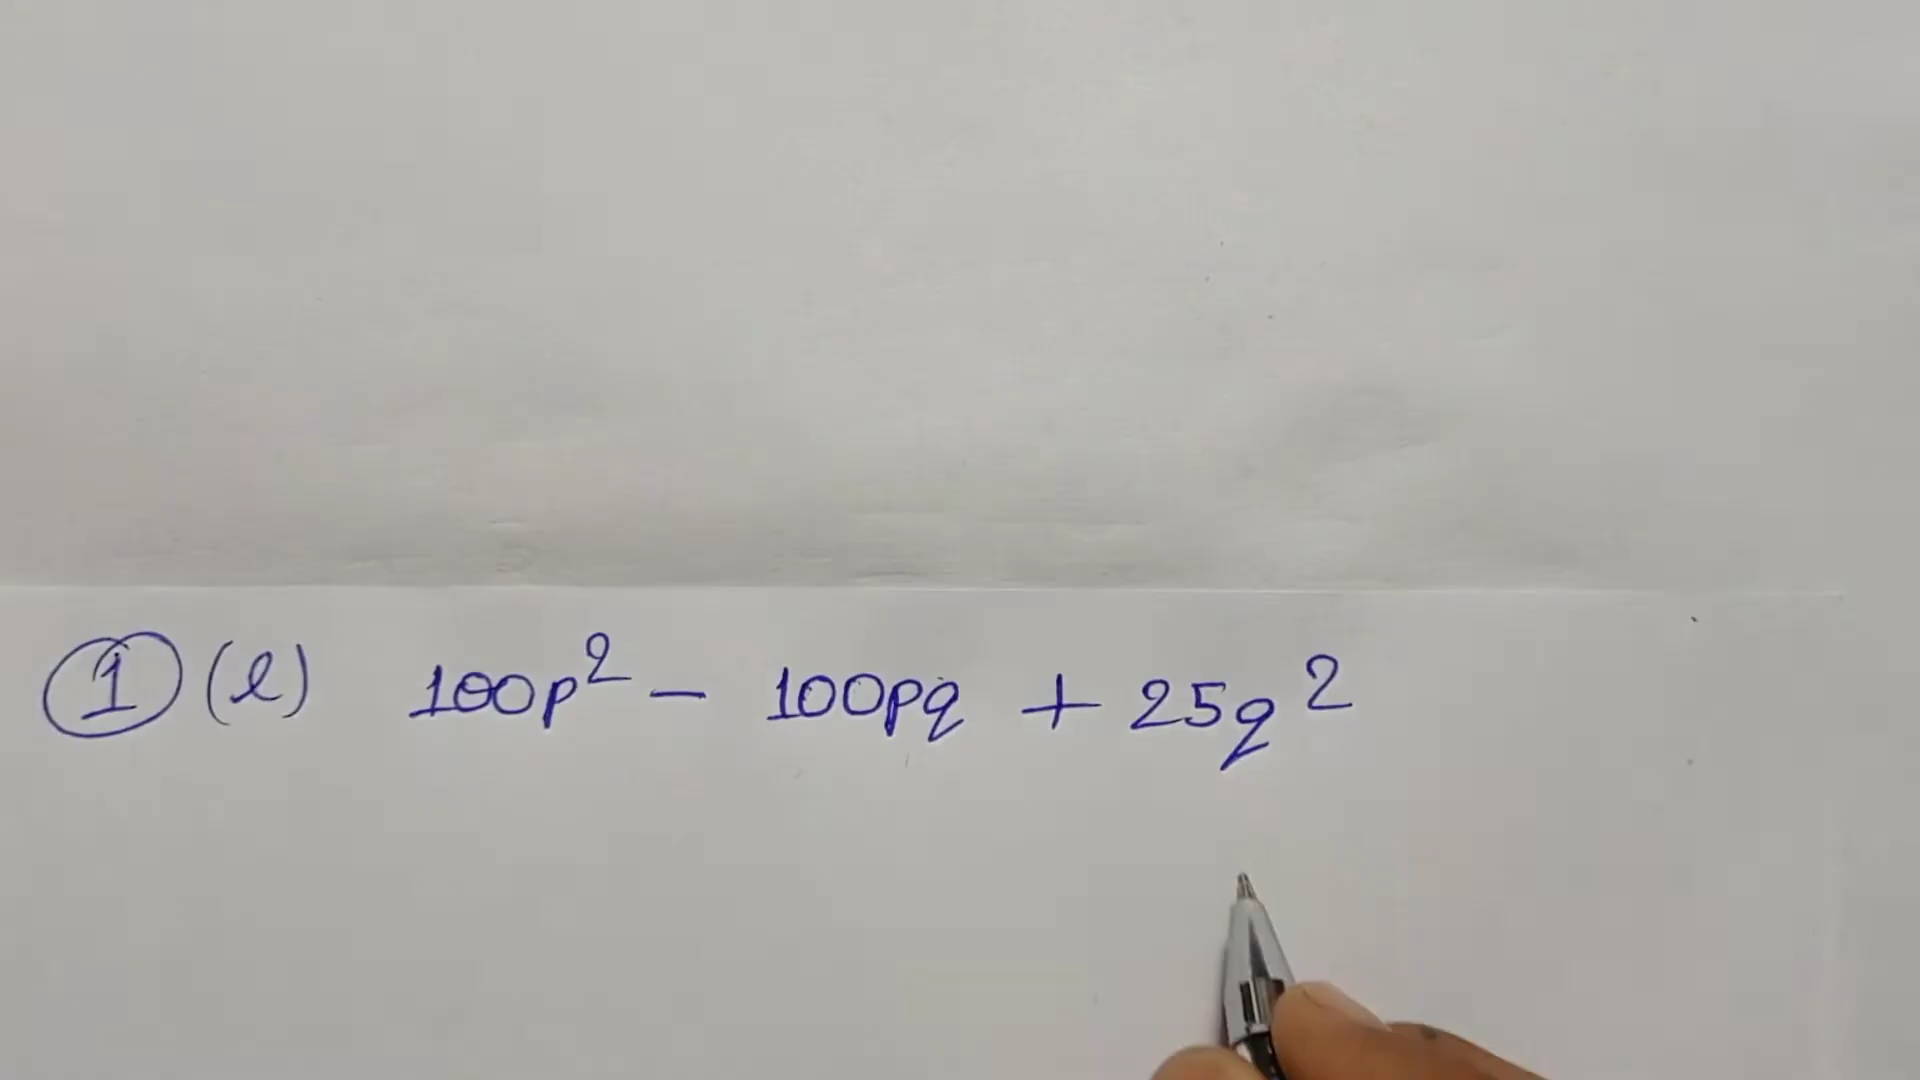 ① (l) 100p² - 100pq + 25q²